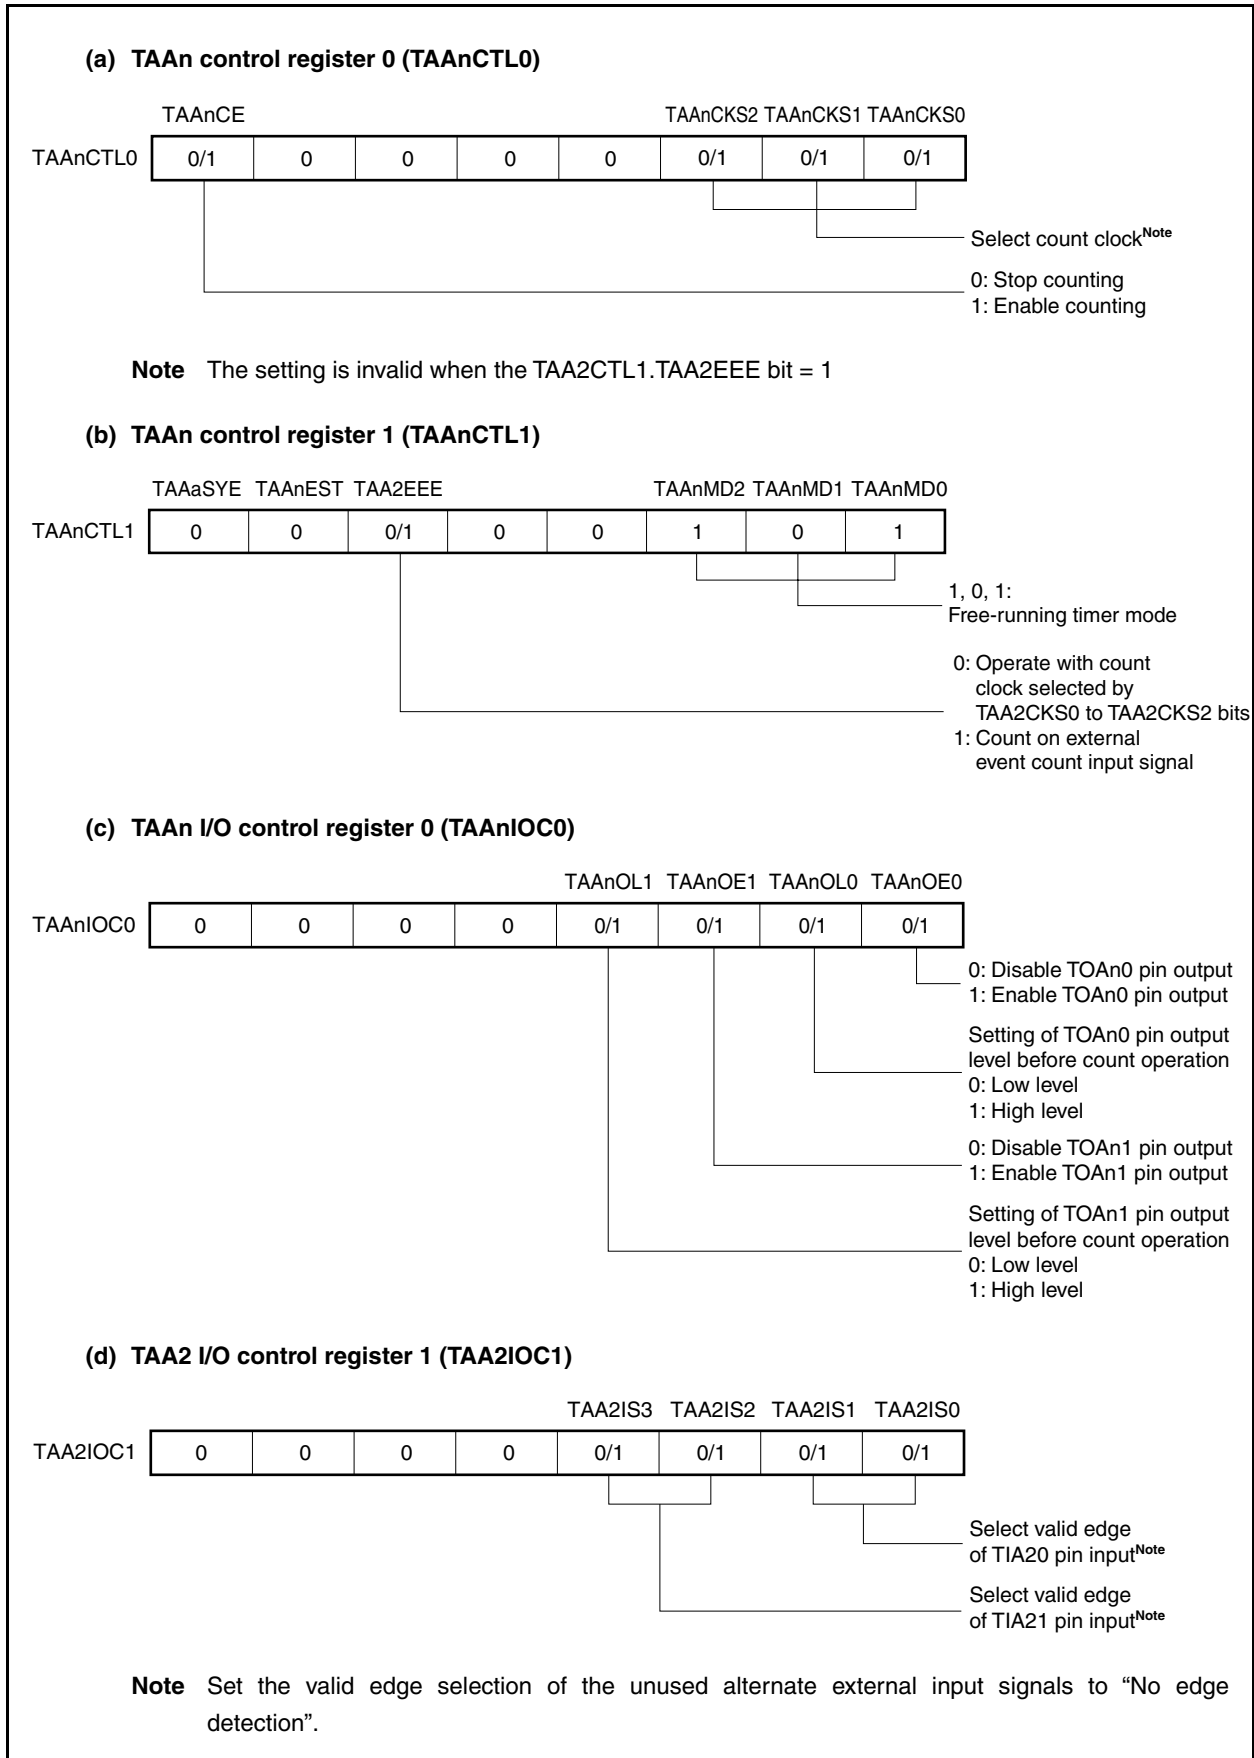 (a) TAAn control register 0 (TAAnCTL0)
TAAnCE TAAnCKS2 TAAnCKS1 TAAnCKS0
TAAnCTL0 0/1 0 0 0 0 0/1 0/1 0/1
Select count clockNote
0: Stop counting
1: Enable counting
Note The setting is invalid when the TAA2CTL1.TAA2EEE bit = 1
(b) TAAn control register 1 (TAAnCTL1)
TAAaSYE TAAnEST TAA2EEE TAAnMD2 TAAnMD1 TAAnMD0
TAAnCTL1 0 0 0/1 0 0 1 0 1
1, 0, 1:
Free-running timer mode
0: Operate with count
clock selected by
TAA2CKS0 to TAA2CKS2 bits
1: Count on external
event count input signal
(c) TAAn I/O control register 0 (TAAnIOC0)
TAAnOL1 TAAnOE1 TAAnOL0 TAAnOE0
TAAnIOC0 0 0 0 0 0/1 0/1 0/1 0/1
0: Disable TOAn0 pin output
1: Enable TOAn0 pin output
Setting of TOAn0 pin output
level before count operation
0: Low level
1: High level
0: Disable TOAn1 pin output
1: Enable TOAn1 pin output
Setting of TOAn1 pin output
level before count operation
0: Low level
1: High level
(d) TAA2 I/O control register 1 (TAA2IOC1)
TAA2IS3 TAA2IS2 TAA2IS1 TAA2IS0
TAA2IOC1 0 0 0 0 0/1 0/1 0/1 0/1
Select valid edge
of TIA20 pin inputNote
Select valid edge
of TIA21 pin inputNote
Note Set the valid edge selection of the unused alternate external input signals to “No edge
detection”.